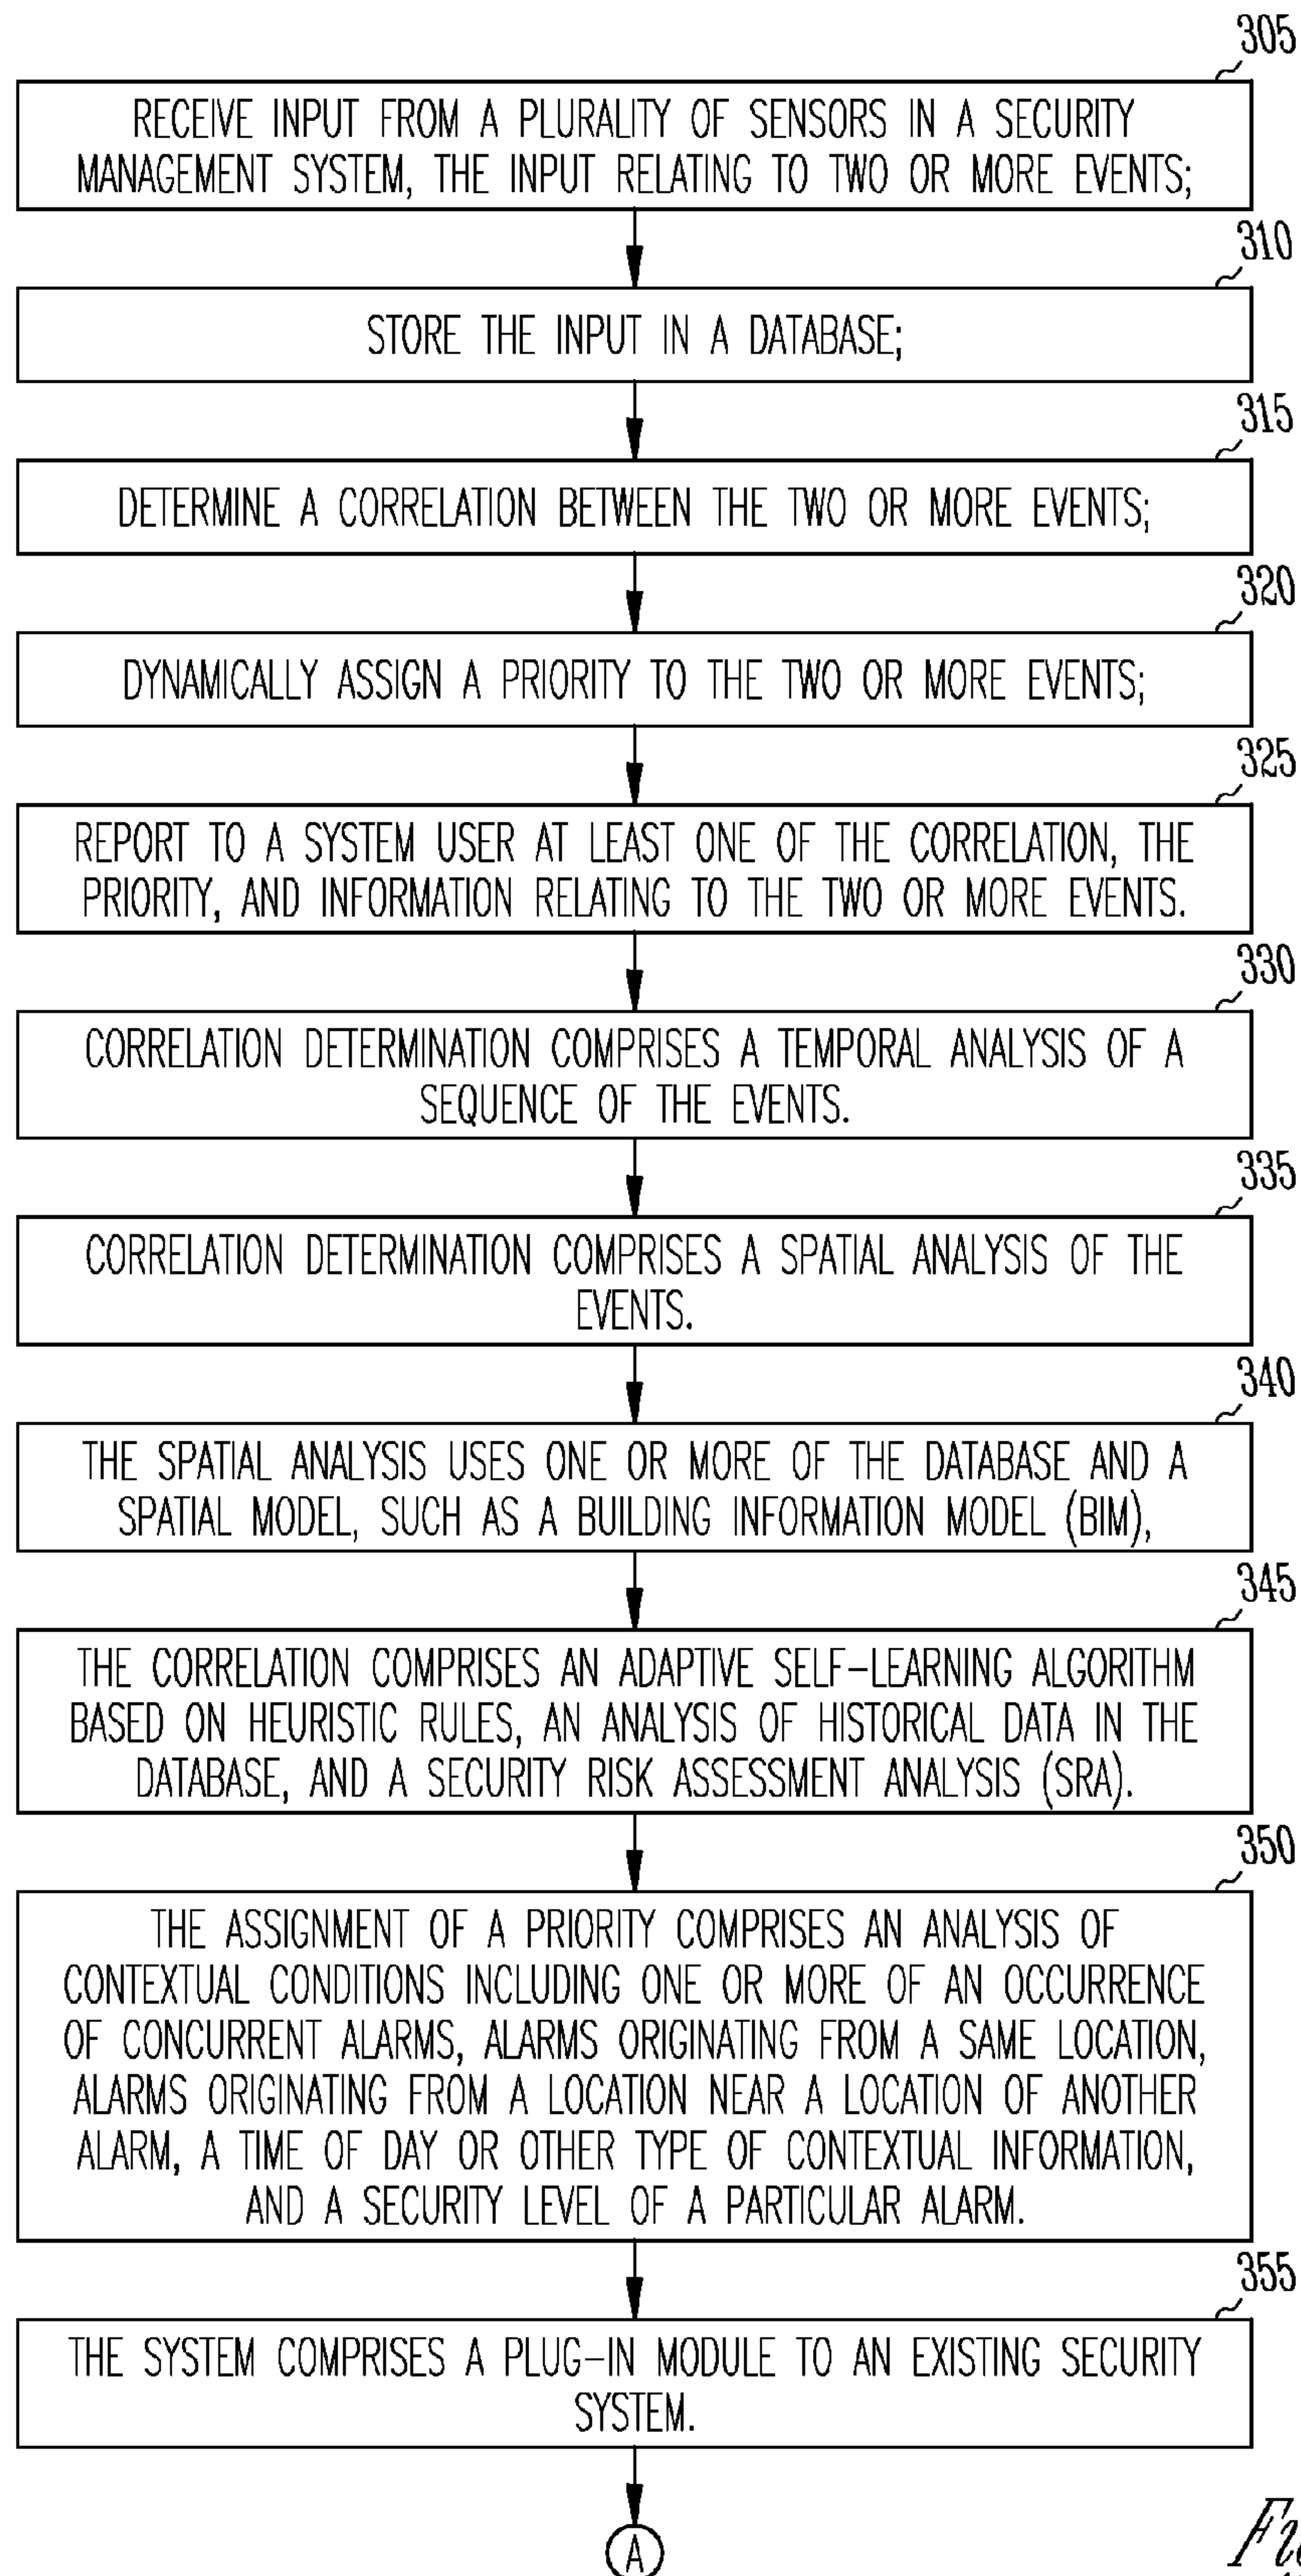 305
RECEIVE INPUT FROM A PLURALITY OF SENSORS IN A SECURITY
MANAGEMENT SYSTEM, THE INPUT RELATING TO TWO OR MORE EVENTS;
310
STORE THE INPUT IN A DATABASE;
315
DETERMINE A CORRELATION BETWEEN THE TWO OR MORE EVENTS;
320
DYNAMICALLY ASSIGN A PRIORITY TO THE TWO OR MORE EVENTS;
325
REPORT TO A SYSTEM USER AT LEAST ONE OF THE CORRELATION, THE
PRIORITY, AND INFORMATION RELATING TO THE TWO OR MORE EVENTS.
330
CORRELATION DETERMINATION COMPRISES A TEMPORAL ANALYSIS OF A
SEQUENCE OF THE EVENTS.
335
CORRELATION DETERMINATION COMPRISES A SPATIAL ANALYSIS OF THE
EVENTS.
340
THE SPATIAL ANALYSIS USES ONE OR MORE OF THE DATABASE AND A
SPATIAL MODEL, SUCH AS A BUILDING INFORMATION MODEL (BIM),
345
THE CORRELATION COMPRISES AN ADAPTIVE SELF-LEARNING ALGORITHM
BASED ON HEURISTIC RULES, AN ANALYSIS OF HISTORICAL DATA IN THE
DATABASE, AND A SECURITY RISK ASSESSMENT ANALYSIS (SRA).
350
THE ASSIGNMENT OF A PRIORITY COMPRISES AN ANALYSIS OF
CONTEXTUAL CONDITIONS INCLUDING ONE OR MORE OF AN OCCURRENCE
OF CONCURRENT ALARMS, ALARMS ORIGINATING FROM A SAME LOCATION,
ALARMS ORIGINATING FROM A LOCATION NEAR A LOCATION OF ANOTHER
ALARM, A TIME OF DAY OR OTHER TYPE OF CONTEXTUAL INFORMATION,
AND A SECURITY LEVEL OF A PARTICULAR ALARM.
355
THE SYSTEM COMPRISES A PLUG-IN MODULE TO AN EXISTING SECURITY
SYSTEM.
A